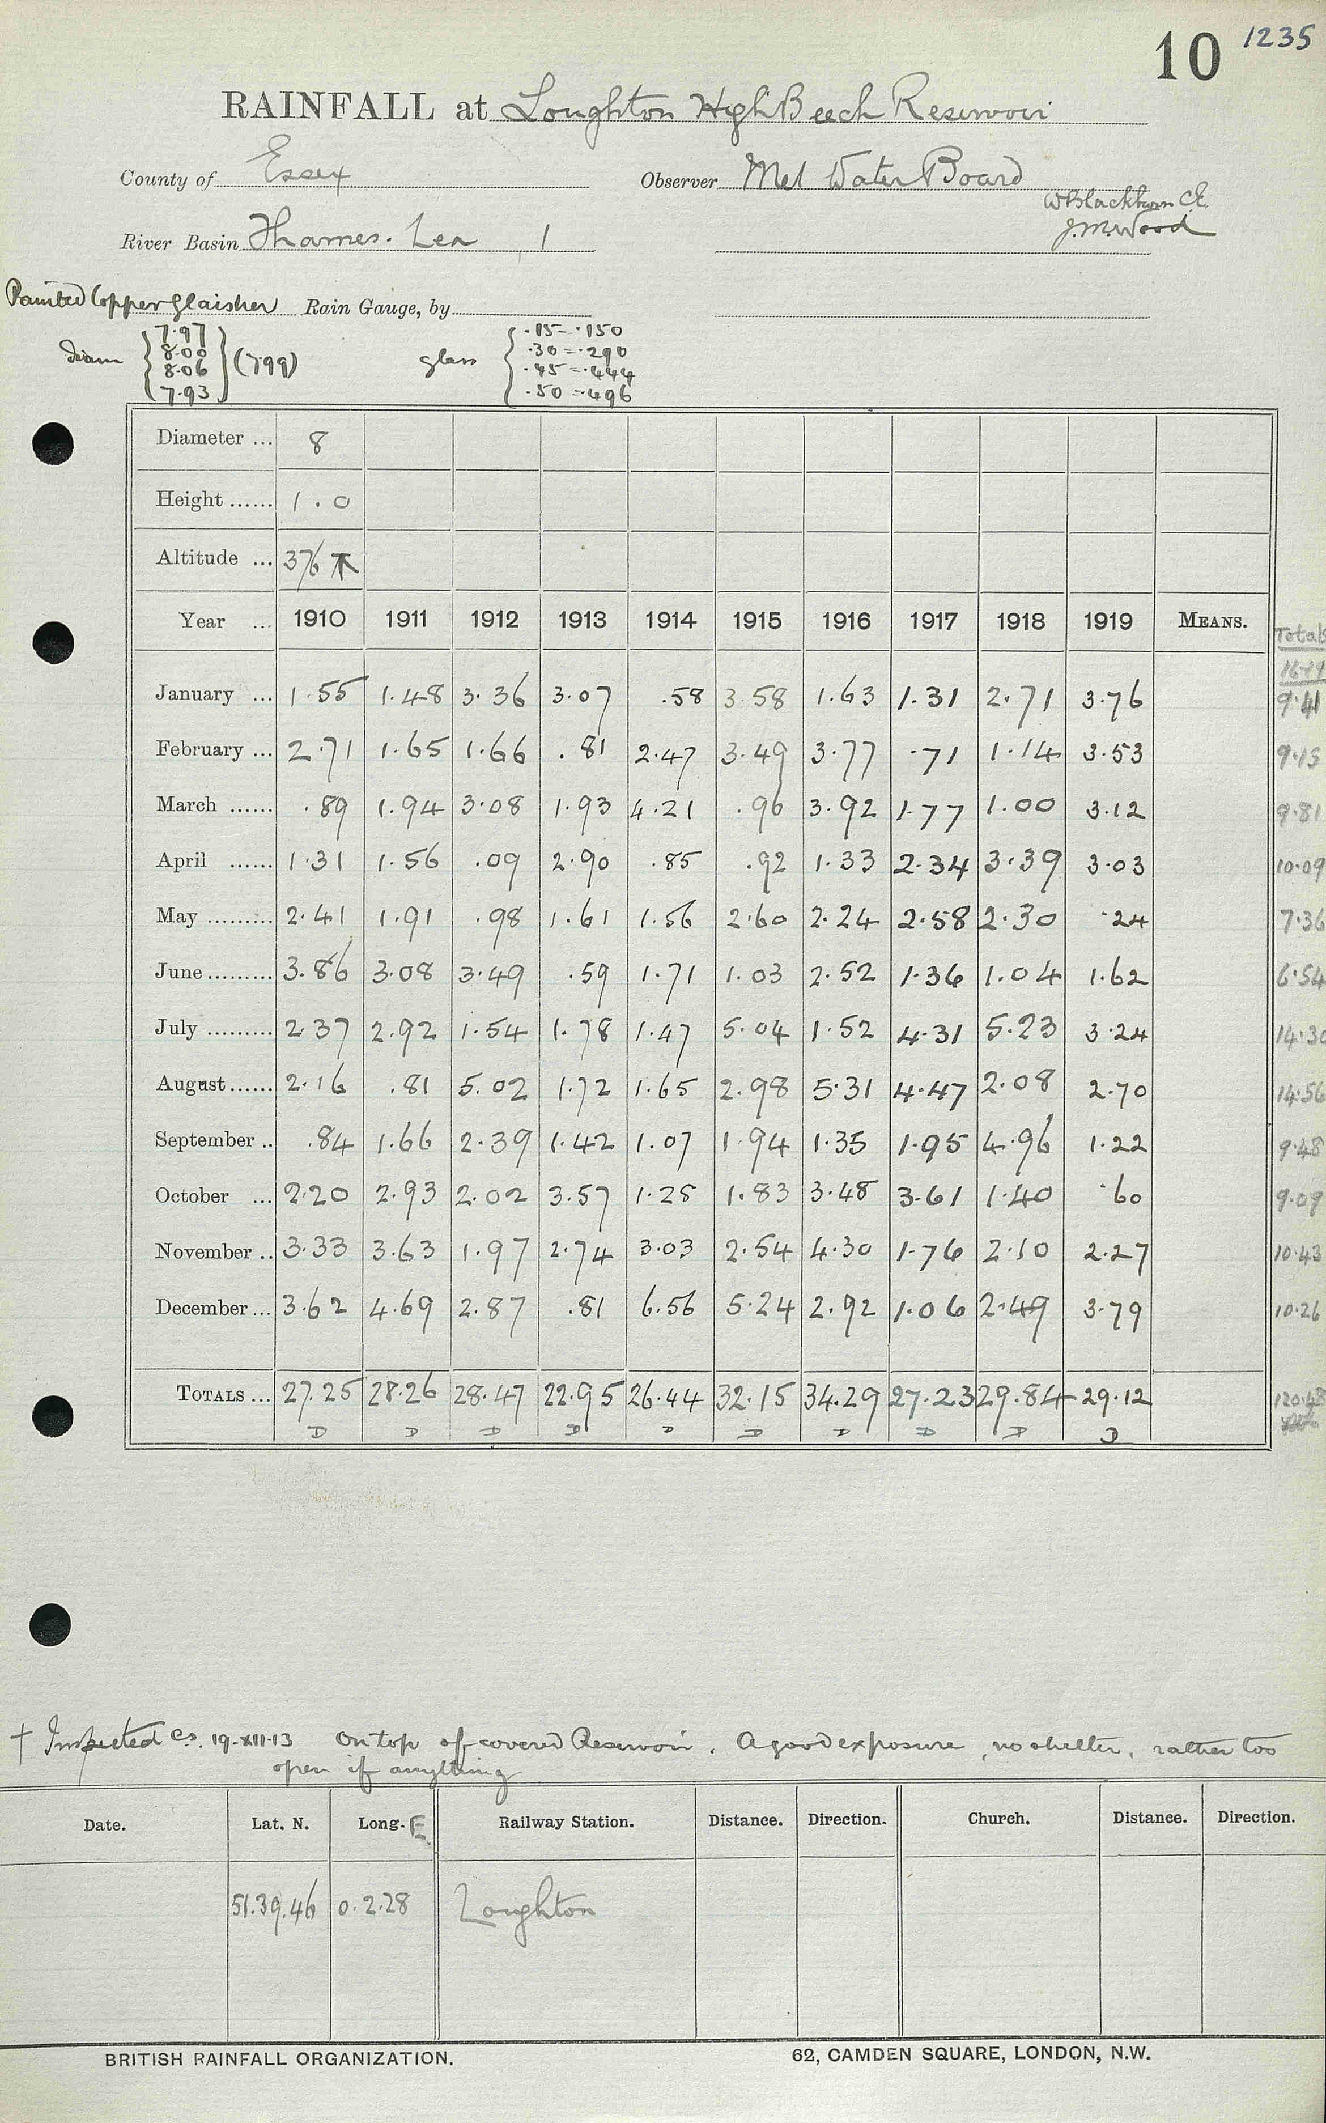 10 1235
RAINFALL at Loughton High Beech Reservoir
County of Essex Observer Met Water Board
W Blackburn C.E.
River Basin Thames. Lea 1 J.M. Wood
Painted Copper Glaisher Rain Gauge, by
diam { 7.97 8.00 8.06 7.93 } (799) glass { .15 = .150
.30 = .290
.45 = .444
.50 = .496
Diameter ... 8
Height ...... 1.0
Altitude ... 376 ↑
Year ... 1910 1911 1912 1913 1914 1915 1916 1917 1918 1919 MEANS. Totals
16-19
January ... 1.55 1.48 3.36 3.07 .58 3.58 1.63 1.31 2.71 3.76 9.41
February ... 2.71 1.65 1.66 .81 2.47 3.49 3.77 .71 1.14 3.53 9.15
March ...... .89 1.94 3.08 1.93 4.21 .96 3.92 1.77 1.00 3.12 9.81
April ...... 1.31 1.56 .09 2.90 .85 .92 1.33 2.34 3.39 3.03 10.09
May ......... 2.41 1.91 .98 1.61 1.56 2.60 2.24 2.58 2.30 .24 7.36
June ......... 3.86 3.08 3.49 .59 1.71 1.03 2.52 1.36 1.04 1.62 6.54
July ......... 2.37 2.92 1.54 1.78 1.47 5.04 1.52 4.31 5.23 3.24 14.30
August ...... 2.16 .81 5.02 1.72 1.65 2.98 5.31 4.47 2.08 2.70 14.56
September .. .84 1.66 2.39 1.42 1.07 1.94 1.35 1.95 4.96 1.22 9.48
October ... 2.20 2.93 2.02 3.57 1.28 1.83 3.48 3.61 1.40 .60 9.09
November .. 3.33 3.63 1.97 2.74 3.03 2.54 4.30 1.76 2.10 2.27 10.43
December ... 3.62 4.69 2.87 .81 6.56 5.24 2.92 1.06 2.49 3.79 10.26
TOTALS ... 27.25 28.26 28.47 22.95 26.44 32.15 34.29 27.23 29.84 29.12 120.48
D D D D D D D D D D
† Inspected C.S. 19-XII-13 On top of covered Reservoir. A good exposure, no shelter, rather too
open if anything
Date. Lat. N. Long. E Railway Station. Distance. Direction. Church. Distance. Direction.
51.39.46 0.2.28 Loughton
BRITISH RAINFALL ORGANIZATION. 62, CAMDEN SQUARE, LONDON, N.W.